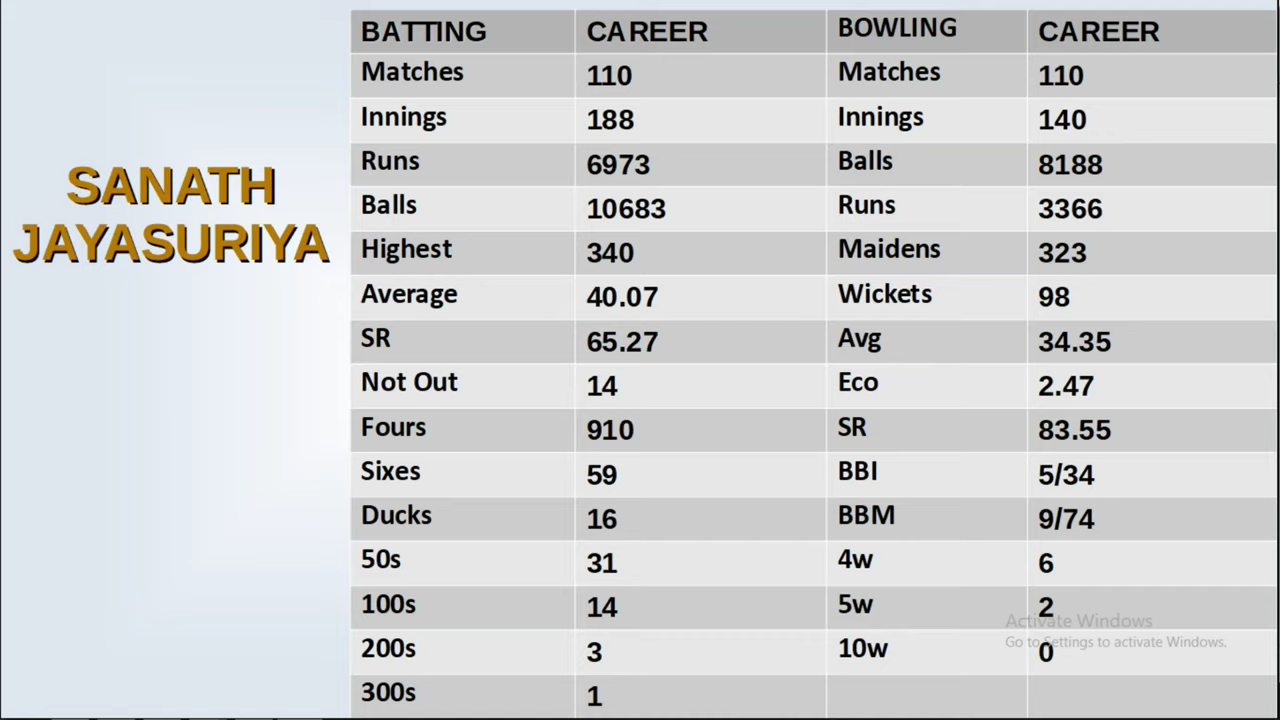 SANATH
JAYASURIYA
BATTING CAREER BOWLING CAREER
Matches 110 Matches 110
Innings 188 Innings 140
Runs 6973 Balls 8188
Balls 10683 Runs 3366
Highest 340 Maidens 323
Average 40.07 Wickets 98
SR 65.27 Avg 34.35
Not Out 14 Eco 2.47
Fours 910 SR 83.55
Sixes 59 BBI 5/34
Ducks 16 BBM 9/74
50s 31 4w 6
100s 14 5w 2
200s 3 10w 0
300s 1
Activate Windows
Go to Settings to activate Windows.